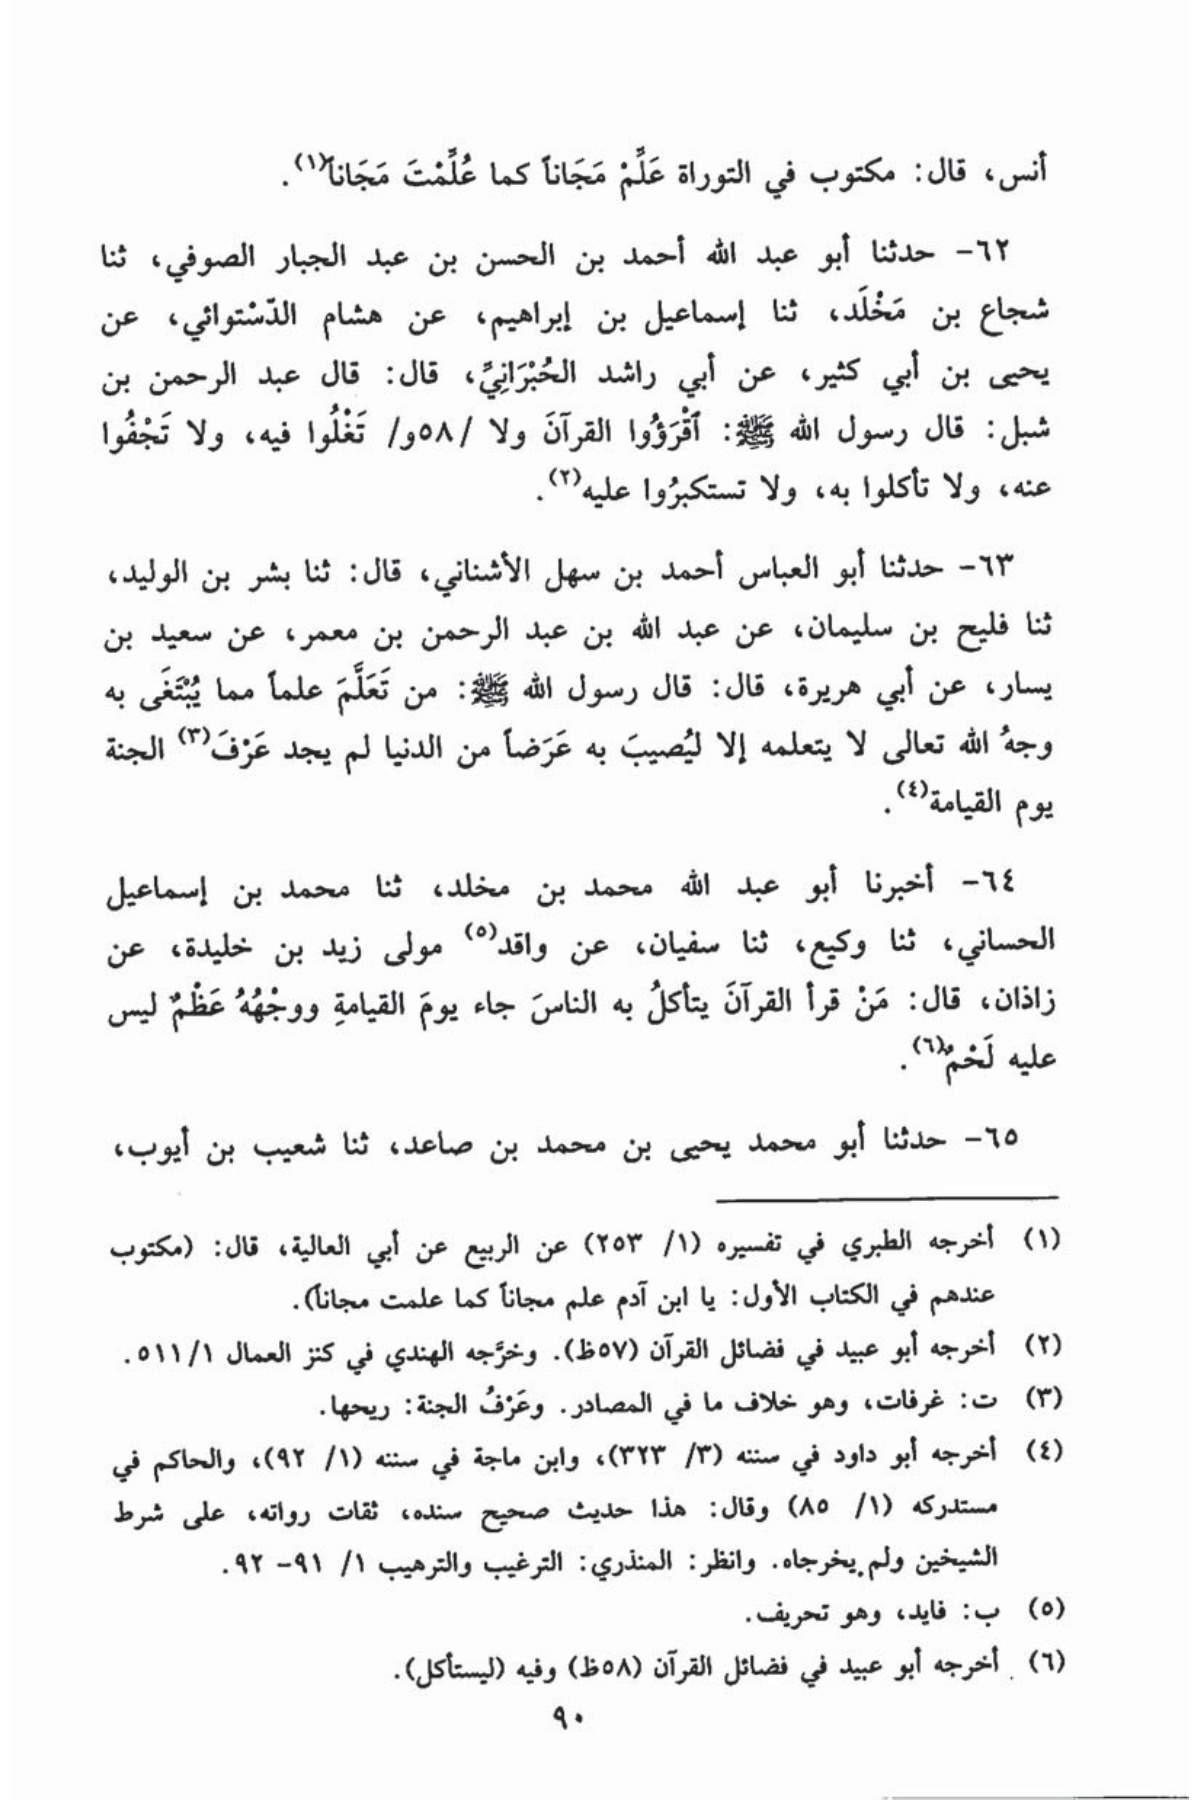 أنس، قال: مكتوب في التوراة عَلِّمْ مَجَاناً كما عُلِّمْتَ مَجَاناً(١).
٦٢- حدثنا أبو عبد الله أحمد بن الحسن بن عبد الجبار الصوفي، ثنا
شجاع بن مَخْلَد، ثنا إسماعيل بن إبراهيم، عن هشام الدّسْتوائي، عن
يحيى بن أبي كثير، عن أبي راشد الحُبْرَانِيِّ، قال: قال عبد الرحمن بن
شبل: قال رسول الله ﷺ: ٱقْرَؤُوا القرآنَ ولا /٥٨و/ تَغْلُوا فيه، ولا تَجْفُوا
عنه، ولا تأكلوا به، ولا تستكبرُوا عليه(٢).
٦٣- حدثنا أبو العباس أحمد بن سهل الأشناني، قال: ثنا بشر بن الوليد،
ثنا فليح بن سليمان، عن عبد الله بن عبد الرحمن بن معمر، عن سعيد بن
يسار، عن أبي هريرة، قال: قال رسول الله ﷺ: من تَعَلَّمَ علماً مما يُبْتَغَى به
وجهُ الله تعالى لا يتعلمه إلا ليُصيبَ به عَرَضاً من الدنيا لم يجد عَرْفَ(٣) الجنة
يوم القيامة(٤).
٦٤- أخبرنا أبو عبد الله محمد بن مخلد، ثنا محمد بن إسماعيل
الحساني، ثنا وكيع، ثنا سفيان، عن واقد(٥) مولى زيد بن خليدة، عن
زاذان، قال: مَنْ قرأ القرآنَ يتأكلُ به الناسَ جاء يومَ القيامةِ ووجْهُهُ عَظْمٌ ليس
عليه لَحْمٌ(٦).
٦٥- حدثنا أبو محمد يحيى بن محمد بن صاعد، ثنا شعيب بن أيوب،
(١) أخرجه الطبري في تفسيره (١/ ٢٥٣) عن الربيع عن أبي العالية، قال: (مكتوب
عندهم في الكتاب الأول: يا ابن آدم علم مجاناً كما علمت مجاناً).
(٢) أخرجه أبو عبيد في فضائل القرآن (٥٧ظ). وخرَّجه الهندي في كنز العمال ٥١١/١.
(٣) ت: غرفات، وهو خلاف ما في المصادر. وعَرْفُ الجنة: ريحها.
(٤) أخرجه أبو داود في سننه (٣/ ٣٢٣)، وابن ماجة في سننه (١/ ٩٢)، والحاكم في
مستدركه (١/ ٨٥) وقال: هذا حديث صحيح سنده، ثقات رواته، على شرط
الشيخين ولم يخرجاه. وانظر: المنذري: الترغيب والترهيب ١/ ٩١- ٩٢.
(٥) ب: فايد، وهو تحريف.
(٦) أخرجه أبو عبيد في فضائل القرآن (٥٨ظ) وفيه (ليستأكل).
٩٠